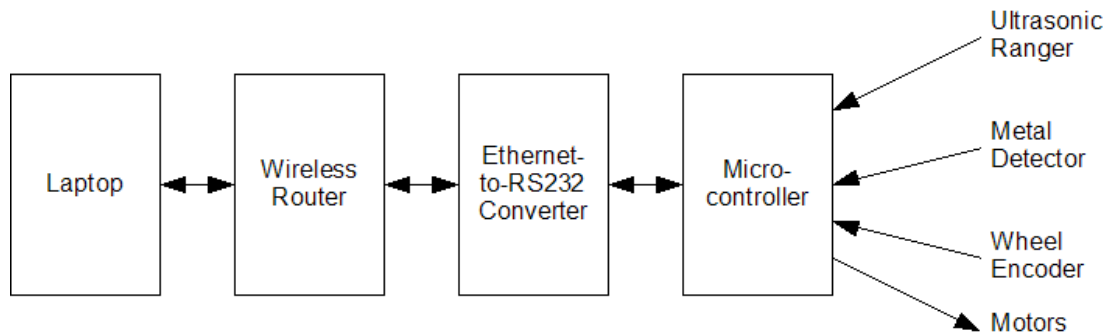 Laptop
Wireless
Router
Ethernet-
to-RS232
Converter
Micro-
controller
Ultrasonic
Ranger
Metal
Detector
Wheel
Encoder
Motors